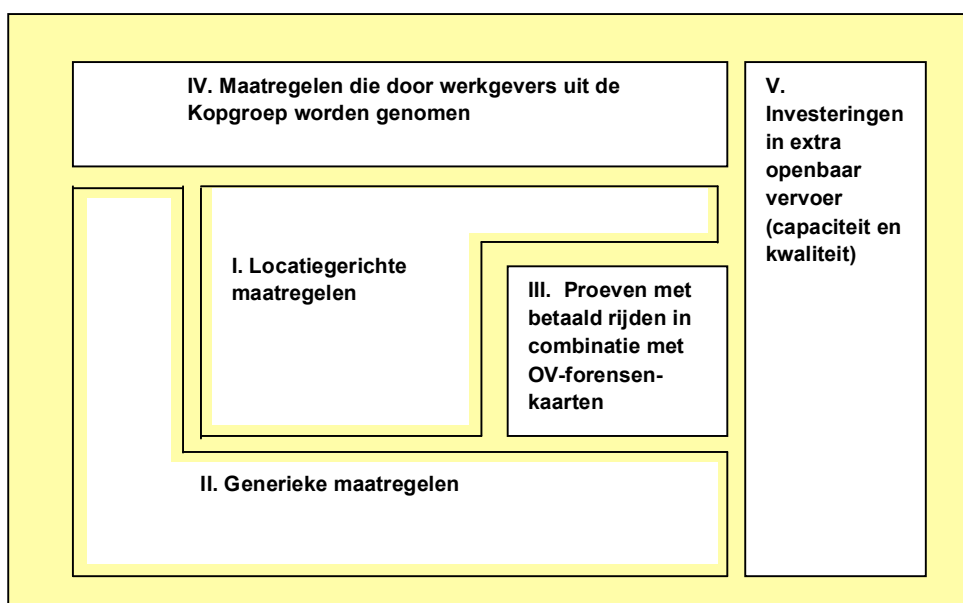 IV. Maatregelen die door werkgevers uit de
Kopgroep worden genomen
V.
Investeringen
in extra
openbaar
vervoer
(capaciteit en
kwaliteit)
I. Locatiegerichte
maatregelen
III. Proeven met
betaald rijden in
combinatie met
OV-forensen-
kaarten
II. Generieke maatregelen